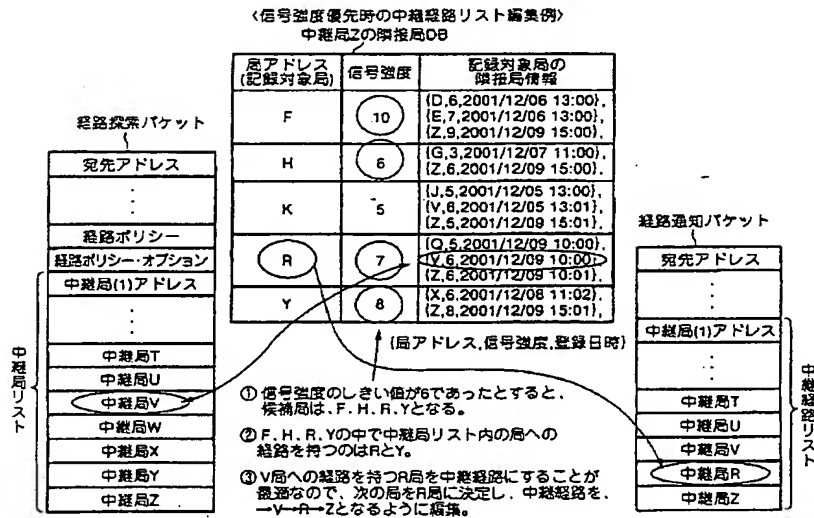 〈信号強度優先時の中継経路リスト編集例〉
中継局Zの隣接局DB
局アドレス
(記録対象局)
信号強度
記録対象局の
隣接局情報
F
10
{D,6,2001/12/06 13:00},
{E,7,2001/12/06 13:00},
{Z,9,2001/12/09 15:00},
H
6
{G,3,2001/12/07 11:00},
{Z,6,2001/12/09 15:00},
K
5
{J,5,2001/12/05 13:00},
{V,8,2001/12/05 13:01},
{Z,5,2001/12/09 15:01},
R
7
{Q,5,2001/12/09 10:00},
{V,6,2001/12/09 10:00},
{Z,6,2001/12/09 10:01},
Y
8
{X,6,2001/12/08 11:02},
{Z,8,2001/12/09 15:01},
{局アドレス,信号強度,登録日時}
経路探索パケット
宛先アドレス
経路ポリシー
経路ポリシー・オプション
中継局(1)アドレス
中継局T
中継局U
中継局V
中継局W
中継局X
中継局Y
中継局Z
中継局リスト
① 信号強度のしきい値が6であったとすると、
候補局は、F、H、R、Yとなる。
② F、H、R、Yの中で中継局リスト内の局への
経路を持つのはRとY。
③ V局への経路を持つR局を中継経路にすることが
最適なので、次の局をR局に決定し、中継経路を、
→V→R→Zとなるように編集。
経路通知パケット
宛先アドレス
中継局(1)アドレス
中継局T
中継局U
中継局V
中継局R
中継局Z
中継経路リスト